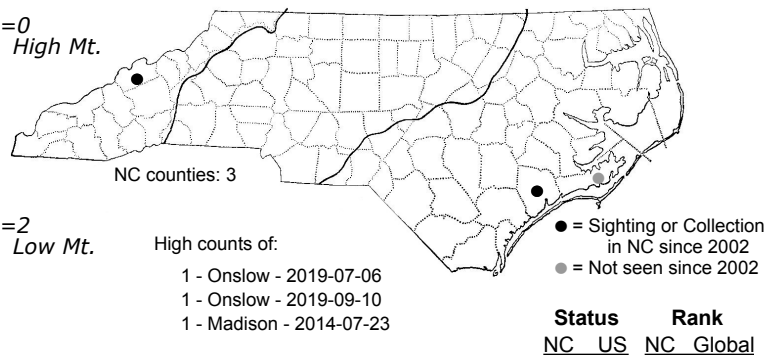 =0
High Mt.
NC counties: 3
=2
Low Mt.
High counts of:
1 - Onslow - 2019-07-06
1 - Onslow - 2019-09-10
1 - Madison - 2014-07-23
= Sighting or Collection
in NC since 2002
= Not seen since 2002
Status Rank
NC US NC Global